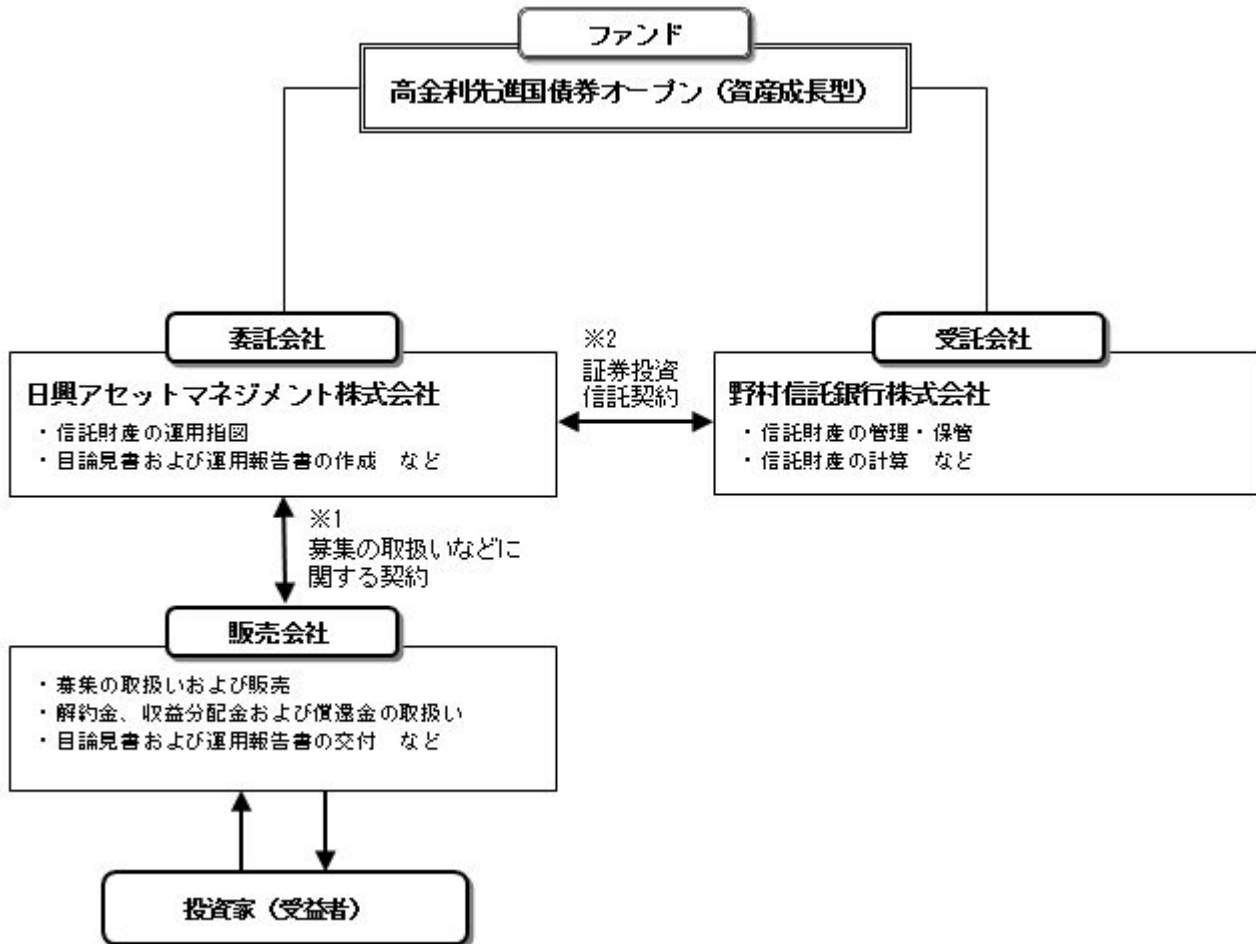 ファンド
高金利先進国債券オープン（資産成長型）
委託会社
日興アセットマネジメント株式会社
・信託財産の運用指図
・目論見書および運用報告書の作成　など
※2
証券投資
信託契約
受託会社
野村信託銀行株式会社
・信託財産の管理・保管
・信託財産の計算　など
※1
募集の取扱いなどに
関する契約
販売会社
・募集の取扱いおよび販売
・解約金、収益分配金および償還金の取扱い
・目論見書および運用報告書の交付　など
投資家（受益者）